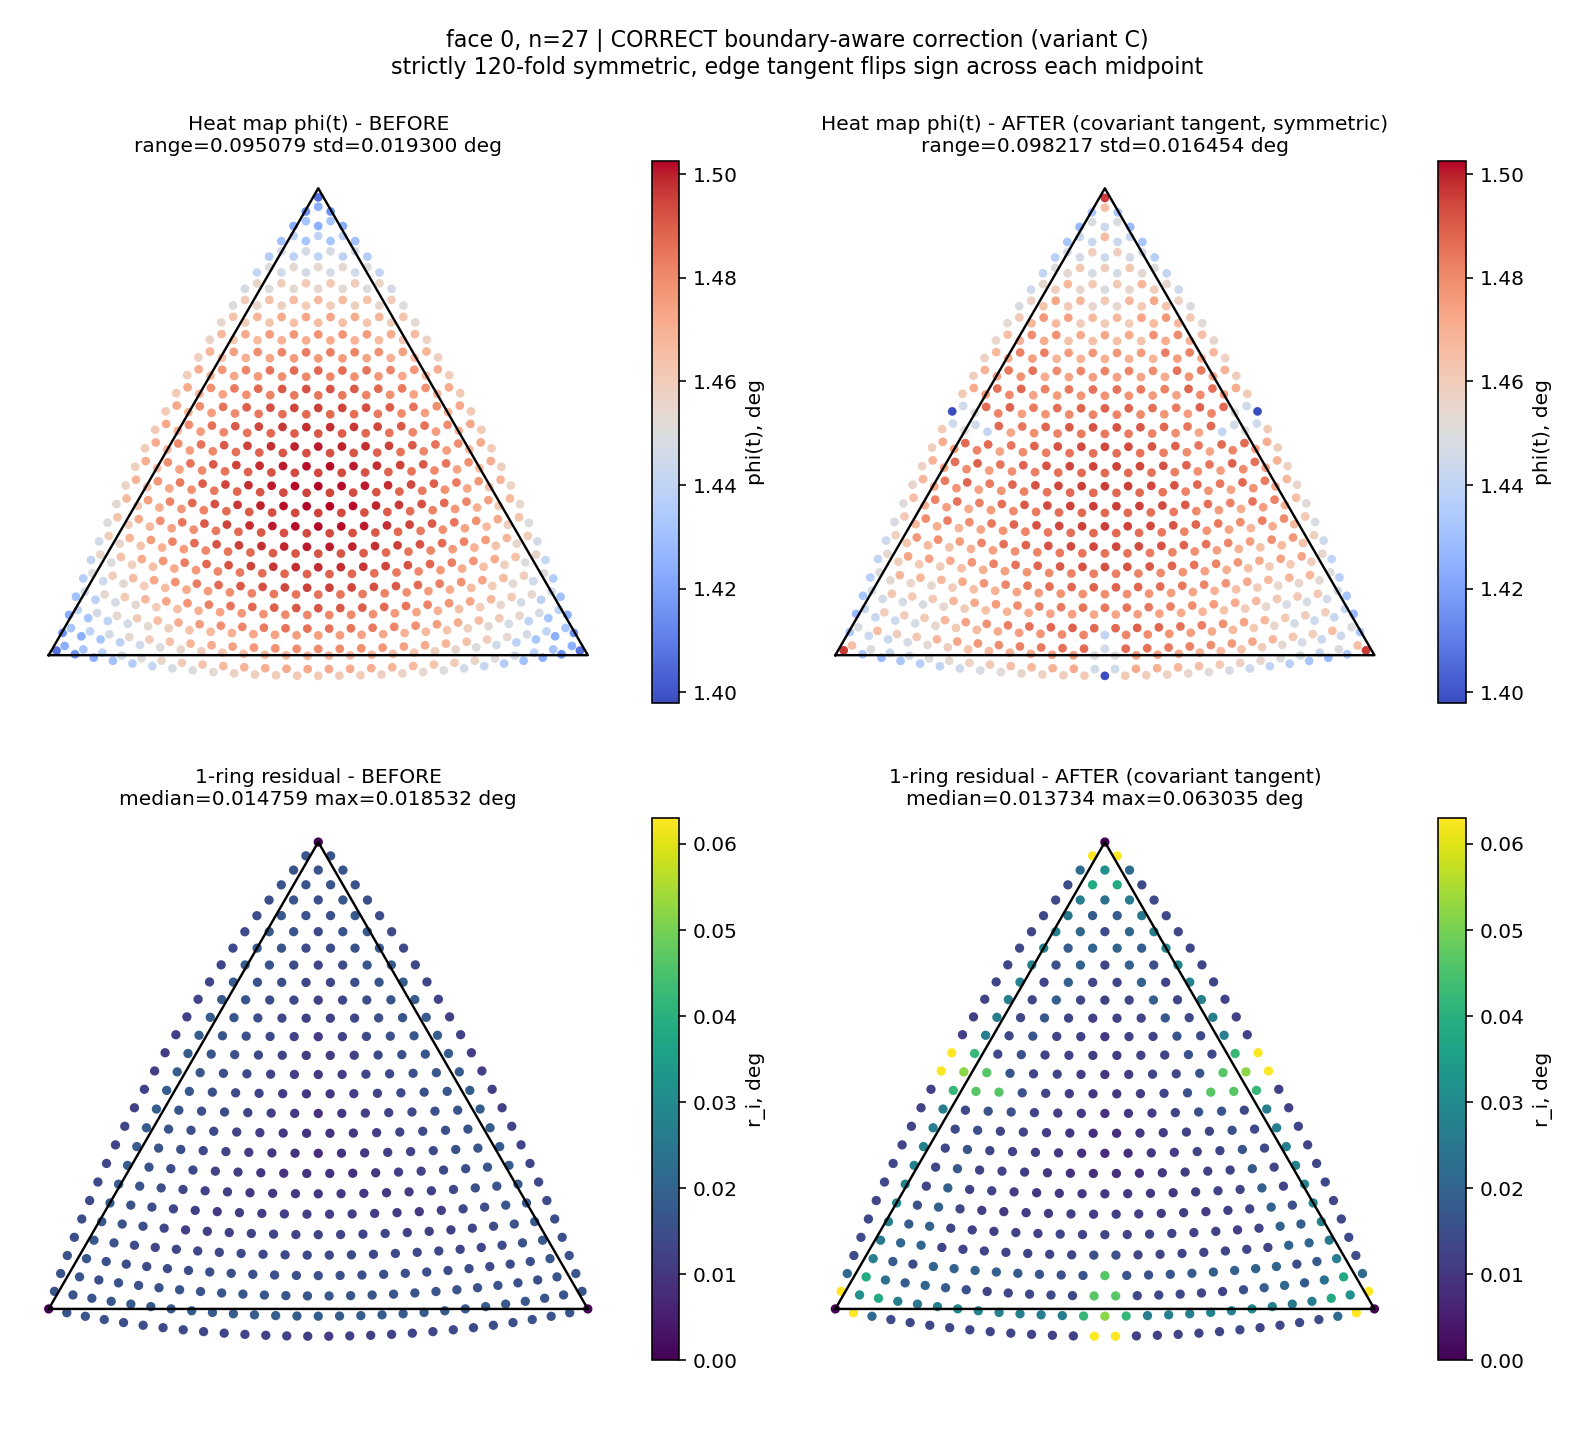 face 0, n=27 | CORRECT boundary-aware correction (variant C)
strictly 120-fold symmetric, edge tangent flips sign across each midpoint
Heat map phi(t) - BEFORE
range=0.095079 std=0.019300 deg
1.50
1.48
1.46
1.44
1.42
1.40
phi(t), deg
Heat map phi(t) - AFTER (covariant tangent, symmetric)
range=0.098217 std=0.016454 deg
1.50
1.48
1.46
1.44
1.42
1.40
phi(t), deg
1-ring residual - BEFORE
median=0.014759 max=0.018532 deg
0.06
0.05
0.04
0.03
0.02
0.01
0.00
r_i, deg
1-ring residual - AFTER (covariant tangent)
median=0.013734 max=0.063035 deg
0.06
0.05
0.04
0.03
0.02
0.01
0.00
r_i, deg